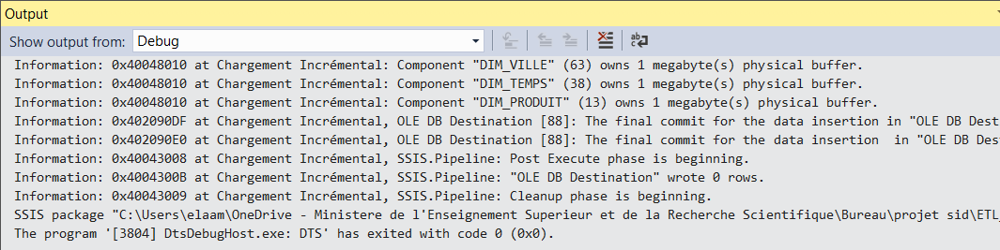 Output
Show output from: Debug
Information: 0x40048010 at Chargement Incrémental: Component "DIM_VILLE" (63) owns 1 megabyte(s) physical buffer.
Information: 0x40048010 at Chargement Incrémental: Component "DIM_TEMPS" (38) owns 1 megabyte(s) physical buffer.
Information: 0x40048010 at Chargement Incrémental: Component "DIM_PRODUIT" (13) owns 1 megabyte(s) physical buffer.
Information: 0x402090DF at Chargement Incrémental, OLE DB Destination [88]: The final commit for the data insertion in "OLE DB Dest
Information: 0x402090E0 at Chargement Incrémental, OLE DB Destination [88]: The final commit for the data insertion  in "OLE DB Des
Information: 0x40043008 at Chargement Incrémental, SSIS.Pipeline: Post Execute phase is beginning.
Information: 0x4004300B at Chargement Incrémental, SSIS.Pipeline: "OLE DB Destination" wrote 0 rows.
Information: 0x40043009 at Chargement Incrémental, SSIS.Pipeline: Cleanup phase is beginning.
SSIS package "C:\Users\elaam\OneDrive - Ministere de l'Enseignement Superieur et de la Recherche Scientifique\Bureau\projet sid\ETL_
The program '[3804] DtsDebugHost.exe: DTS' has exited with code 0 (0x0).